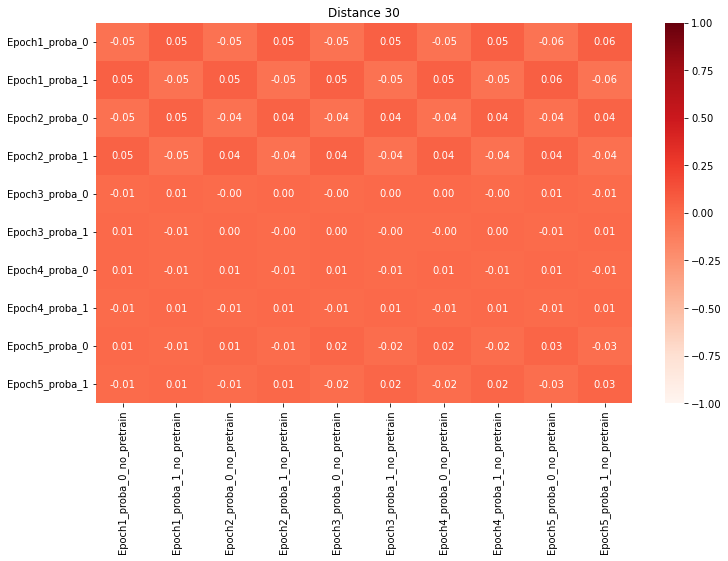 Distance 30
Epoch1_proba_0 -0.05 0.05 -0.05 0.05 -0.05 0.05 -0.05 0.05 -0.06 0.06
Epoch1_proba_1 0.05 -0.05 0.05 -0.05 0.05 -0.05 0.05 -0.05 0.06 -0.06
Epoch2_proba_0 -0.05 0.05 -0.04 0.04 -0.04 0.04 -0.04 0.04 -0.04 0.04
Epoch2_proba_1 0.05 -0.05 0.04 -0.04 0.04 -0.04 0.04 -0.04 0.04 -0.04
Epoch3_proba_0 -0.01 0.01 -0.00 0.00 -0.00 0.00 0.00 -0.00 0.01 -0.01
Epoch3_proba_1 0.01 -0.01 0.00 -0.00 0.00 -0.00 -0.00 0.00 -0.01 0.01
Epoch4_proba_0 0.01 -0.01 0.01 -0.01 0.01 -0.01 0.01 -0.01 0.01 -0.01
Epoch4_proba_1 -0.01 0.01 -0.01 0.01 -0.01 0.01 -0.01 0.01 -0.01 0.01
Epoch5_proba_0 0.01 -0.01 0.01 -0.01 0.02 -0.02 0.02 -0.02 0.03 -0.03
Epoch5_proba_1 -0.01 0.01 -0.01 0.01 -0.02 0.02 -0.02 0.02 -0.03 0.03
Epoch1_proba_0_no_pretrain
Epoch1_proba_1_no_pretrain
Epoch2_proba_0_no_pretrain
Epoch2_proba_1_no_pretrain
Epoch3_proba_0_no_pretrain
Epoch3_proba_1_no_pretrain
Epoch4_proba_0_no_pretrain
Epoch4_proba_1_no_pretrain
Epoch5_proba_0_no_pretrain
Epoch5_proba_1_no_pretrain
1.00
0.75
0.50
0.25
0.00
-0.25
-0.50
-0.75
-1.00